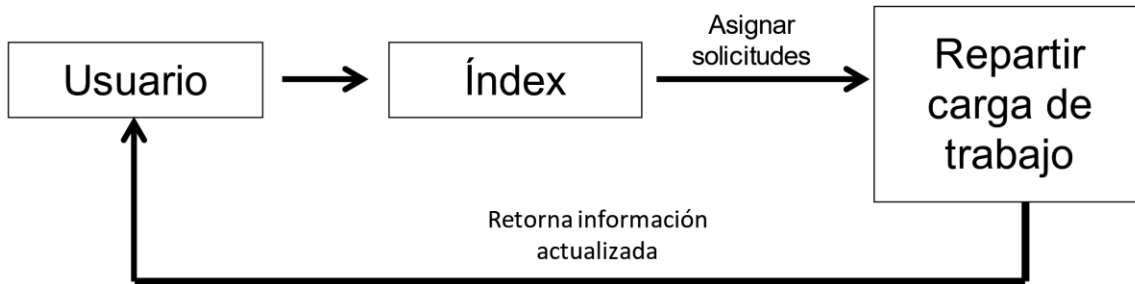 Usuario
Índex
Asignar
solicitudes
Repartir
carga de
trabajo
Retorna información
actualizada